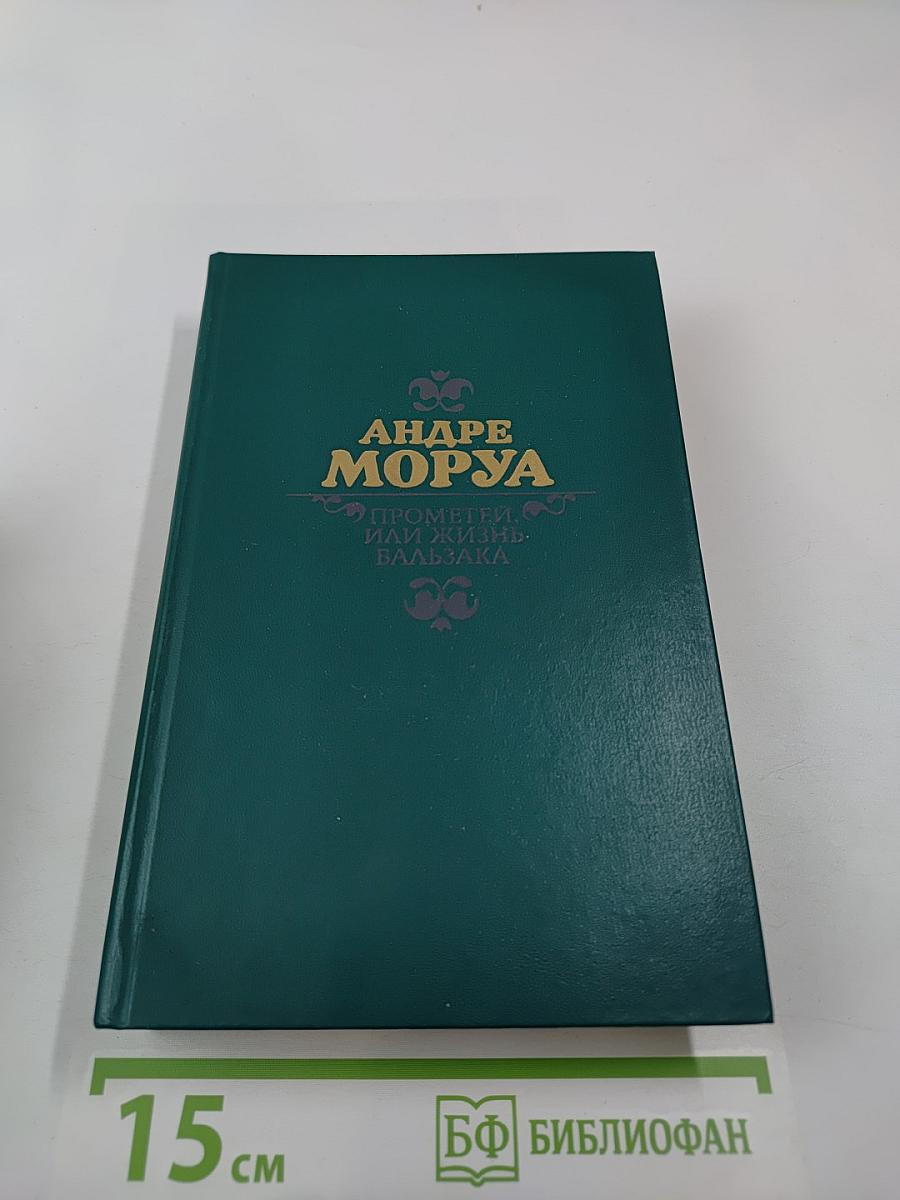 АНДРЕ
МОРУА
ПРОМЕТЕЙ,
ИЛИ ЖИЗНЬ
БАЛЬЗАКА
15 см
БФ БИБЛИОФАН